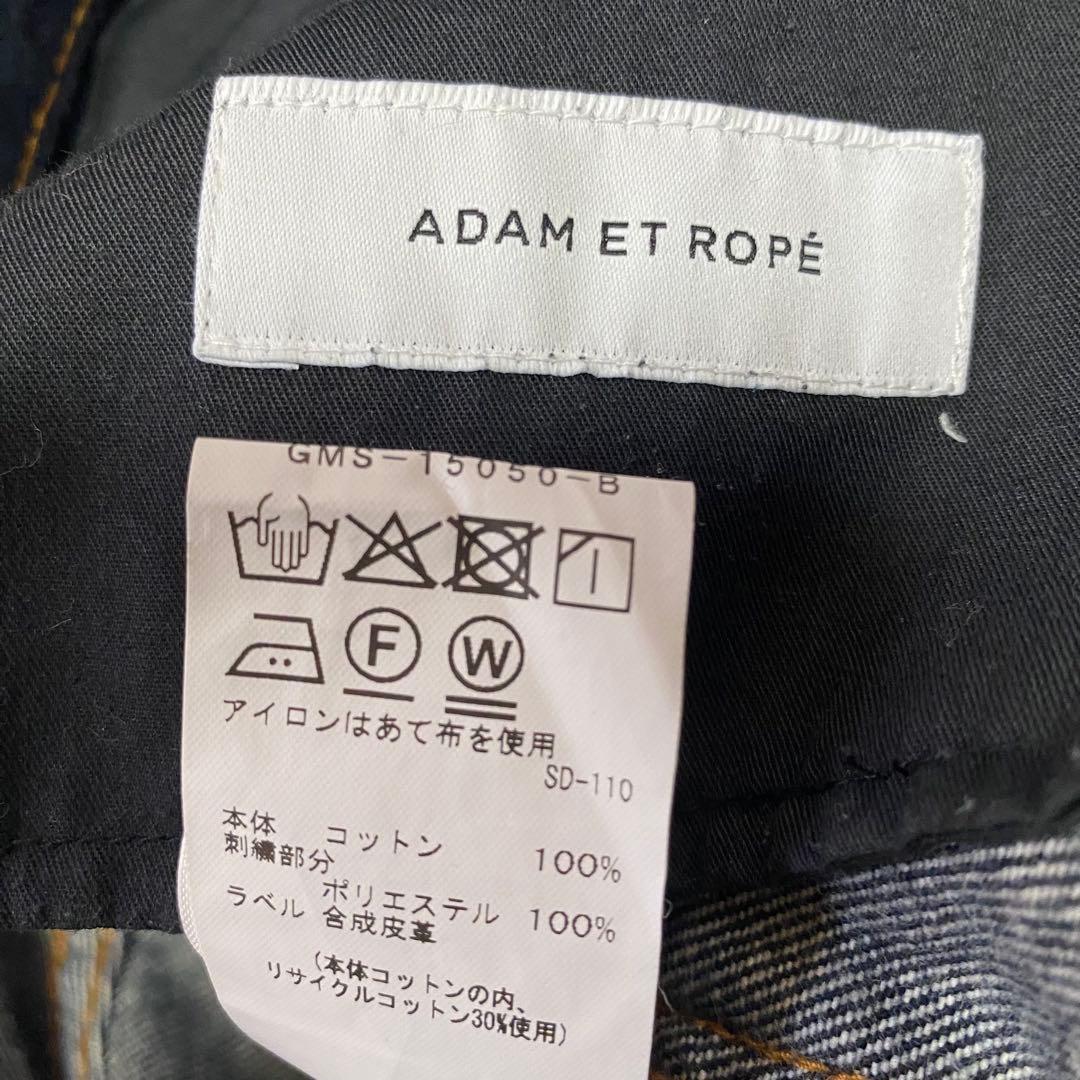 ADAM ET ROPÉ
GMS-15050-B
F W
アイロンはあて布を使用
SD-110
本体 コットン 100%
刺繍部分 ポリエステル 100%
ラベル 合成皮革
(本体コットンの内、
リサイクルコットン30%使用)